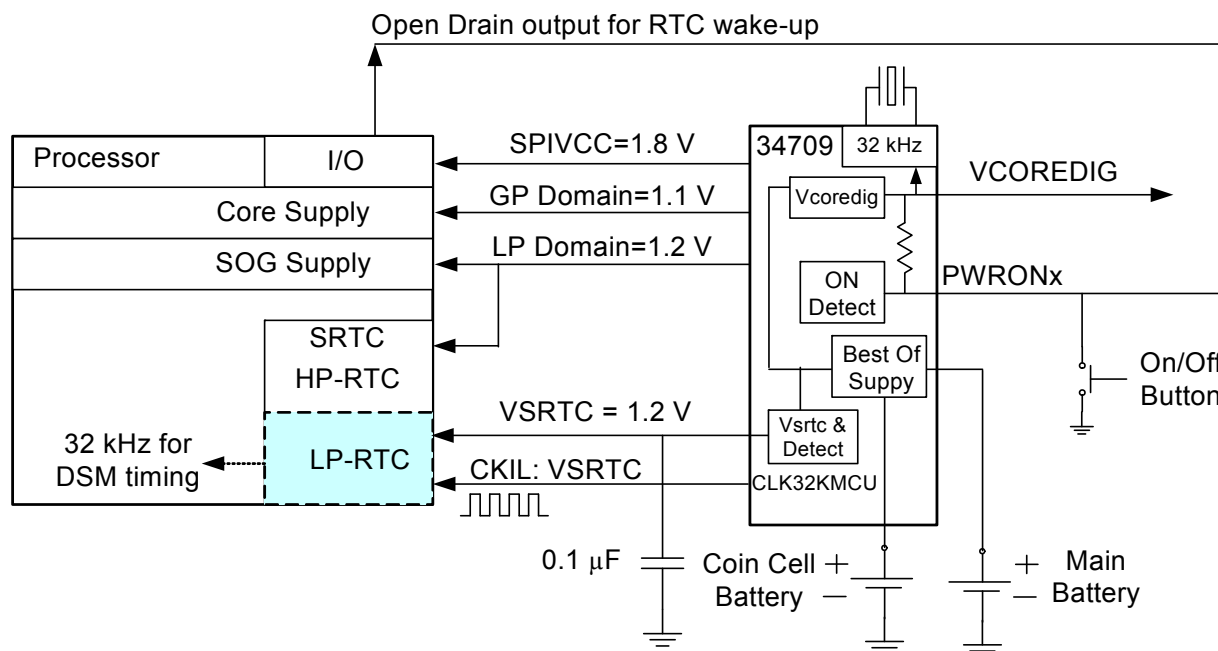 Open Drain output for RTC wake-up
Processor
I/O
Core Supply
SOG Supply
SRTC
HP-RTC
LP-RTC
32 kHz for
DSM timing
SPIVCC=1.8 V
GP Domain=1.1 V
LP Domain=1.2 V
VSRTC = 1.2 V
CKIL: VSRTC
34709
32 kHz
Vcoredig
ON
Detect
Best Of
Suppy
Vsrtc &
Detect
CLK32KMCU
VCOREDIG
PWRONx
On/Off
Button
0.1 μF
Coin Cell
Battery
+
–
+
–
Main
Battery